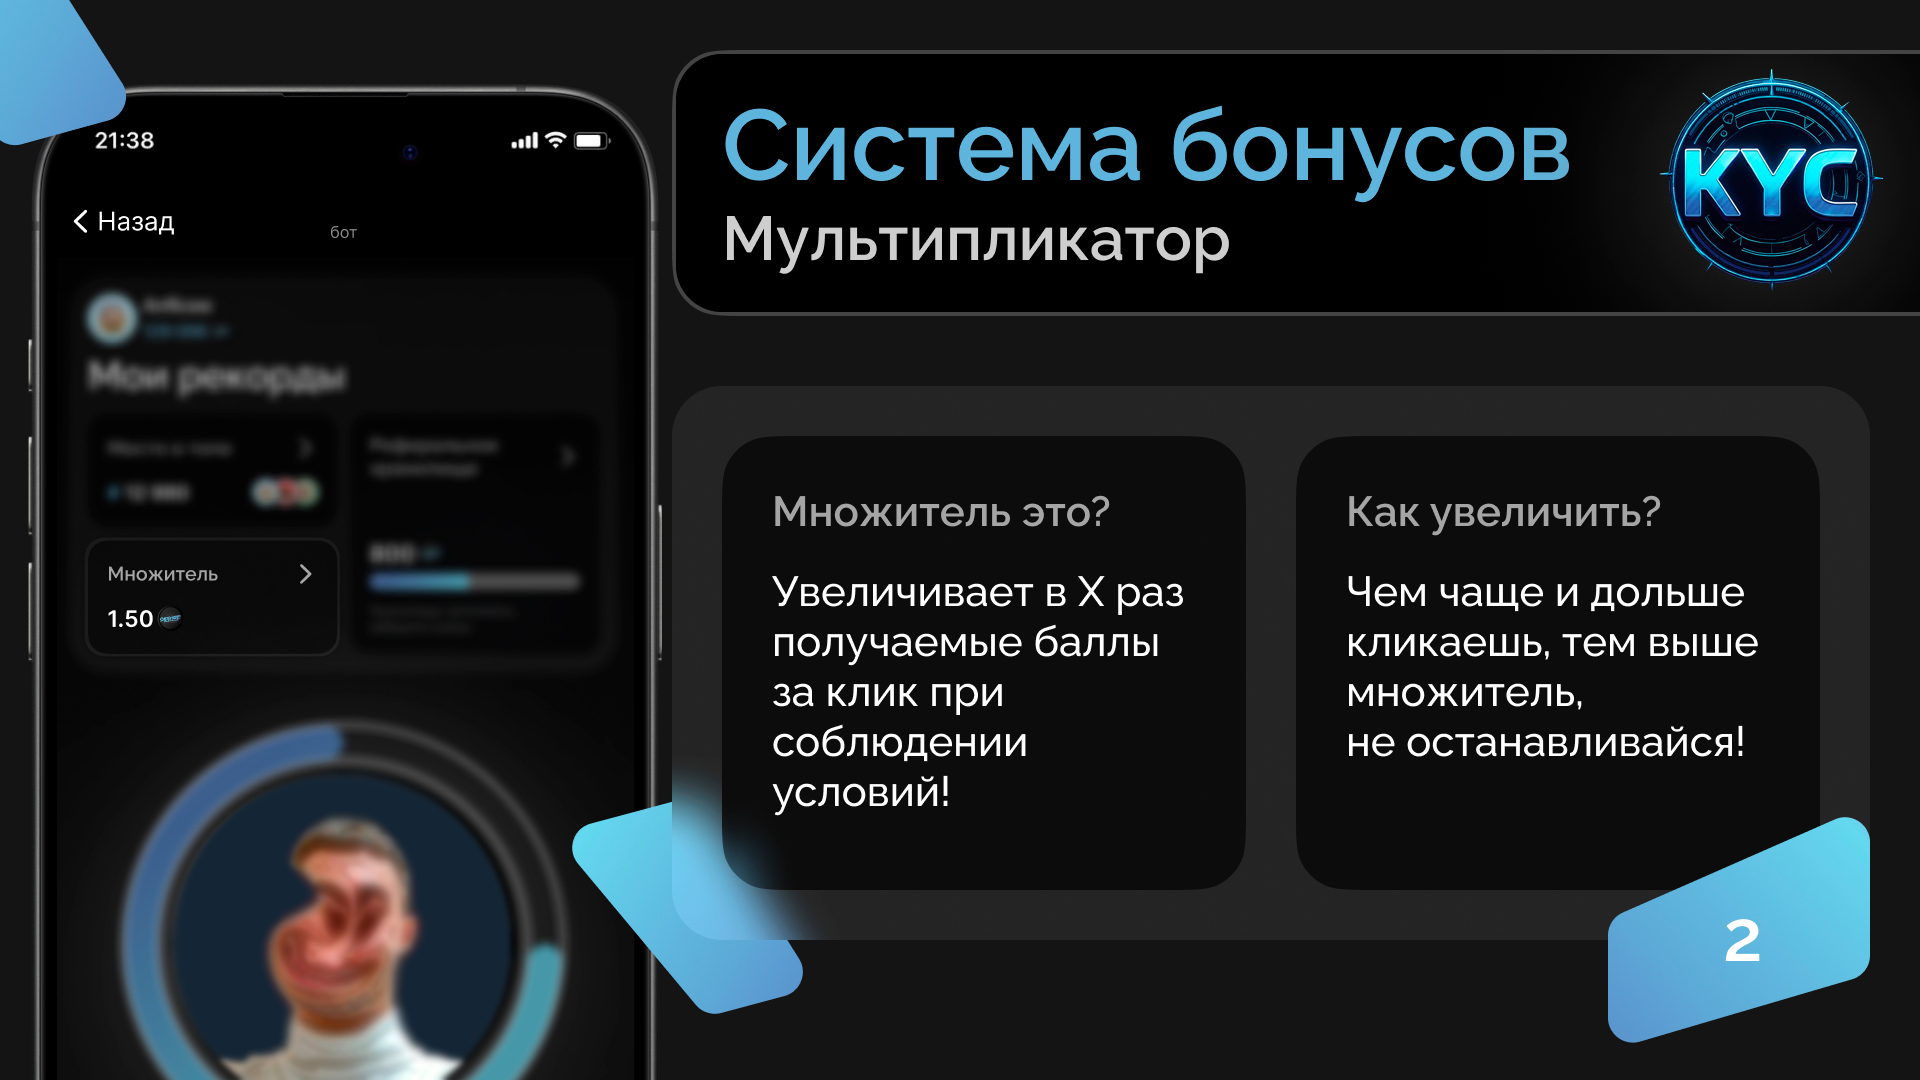 21:38
Назад
бот
Мои рекорды
Множитель
1.50
Система бонусов
Мультипликатор
KYC
Множитель это?
Увеличивает в X раз
получаемые баллы
за клик при
соблюдении
условий!
Как увеличить?
Чем чаще и дольше
кликаешь, тем выше
множитель,
не останавливайся!
2